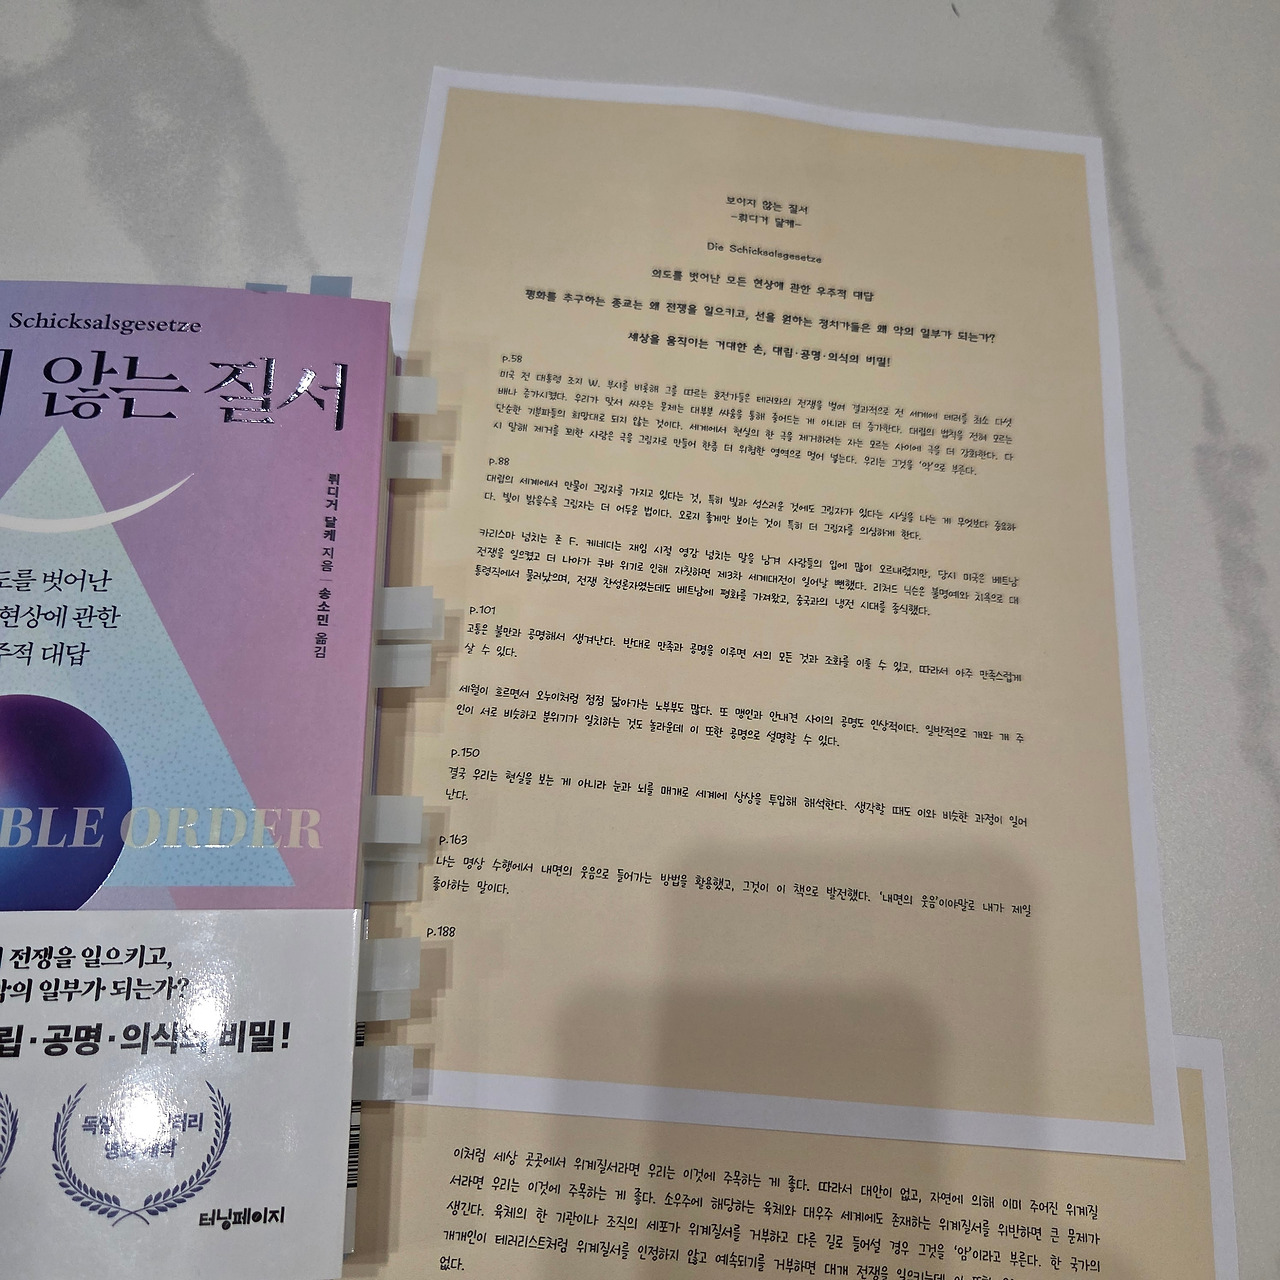 Schicksalsgesetze
않는 질서
뤼디거 달케 지음 | 송소민 옮김
도를 벗어난
현상에 관한
주적 대답
BLE ORDER
전쟁을 일으키고,
악의 일부가 되는가?
립·공명·의식의 비밀!
독일
터닝페이지
보이지 않는 질서
-뤼디거 달케-
Die Schicksalsgesetze
의도를 벗어난 모든 현상에 관한 우주적 대답
평화를 추구하는 종교는 왜 전쟁을 일으키고, 선을 원하는 정치가들은 왜 악의 일부가 되는가?
세상을 움직이는 거대한 손, 대립·공명·의식의 비밀!
p.58
미국 전 대통령 조지 W. 부시를 비롯해 그를 따르는 호전가들은 테러와의 전쟁을 벌여 결과적으로 전 세계에 테러를 최소 다섯
배나 증가시켰다. 우리가 맞서 싸우는 문제는 대부분 싸움을 통해 줄어드는 게 아니라 더 증가한다. 대립의 법칙을 전혀 모르는
단순한 기분파들의 희망대로 되지 않는 것이다. 세계에서 현실의 한 극을 제거하려는 자는 모르는 사이에 극을 더 강화한다. 다
시 말해 제거를 꾀한 사람은 극을 그림자로 만들어 한층 더 위험한 영역으로 밀어 넣는다. 우리는 그것을 '악'으로 부른다.
p.88
대립의 세계에서 만물이 그림자를 가지고 있다는 것, 특히 빛과 성스러운 것에도 그림자가 있다는 사실을 나는 게 무엇보다 중요하
다. 빛이 밝을수록 그림자는 더 어두운 법이다. 오로지 좋게만 보이는 것이 특히 더 그림자를 의심하게 한다.
카리스마 넘치는 존 F. 케네디는 재임 시절 영감 넘치는 말을 남겨 사람들의 입에 많이 오르내렸지만, 당시 미국은 베트남
전쟁을 일으켰고 더 나아가 쿠바 위기로 인해 자칫하면 제3차 세계대전이 일어날 뻔했다. 리처드 닉슨은 불명예와 치욕으로 대
통령직에서 물러났으며, 전쟁 찬성론자였는데도 베트남에 평화를 가져왔고, 중국과의 냉전 시대를 종식했다.
p.101
고통은 불만과 공명해서 생겨난다. 반대로 만족과 공명을 이루면 서의 모든 것과 조화를 이룰 수 있고, 따라서 아주 만족스럽게
살 수 있다.
세월이 흐르면서 오누이처럼 점점 닮아가는 노부부도 많다. 또 맹인과 안내견 사이의 공명도 인상적이다. 일반적으로 개와 개 주
인이 서로 비슷하고 분위기가 일치하는 것도 놀라운데 이 또한 공명으로 설명할 수 있다.
p.150
결국 우리는 현실을 보는 게 아니라 눈과 뇌를 매개로 세계에 상상을 투입해 해석한다. 생각할 때도 이와 비슷한 과정이 일어
난다.
p.163
나는 명상 수행에서 내면의 웃음으로 들어가는 방법을 활용했고, 그것이 이 책으로 발전했다. '내면의 웃음'이야말로 내가 제일
좋아하는 말이다.
p.188
이처럼 세상 곳곳에서 위계질서라면 우리는 이것에 주목하는 게 좋다. 따라서 대안이 없고, 자연에 의해 이미 주어진 위계질
서라면 우리는 이것에 주목하는 게 좋다. 소우주에 해당하는 육체와 대우주 세계에도 존재하는 위계질서를 위반하면 큰 문제가
생긴다. 육체의 한 기관이나 조직의 세포가 위계질서를 거부하고 다른 길로 들어설 경우 그것을 '암'이라고 부른다. 한 국가의
개개인이 테러리스트처럼 위계질서를 인정하지 않고 예속되기를 거부하면 대개 전쟁을 일으키는데 이 또한
없다.